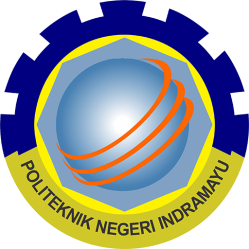 POLITEKNIK NEGERI INDRAMAYU